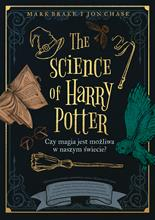 MARK BRAKE I JON CHASE
The
SCIENCE
OF HARRY
POTTER
Czy magia jest możliwa
w naszym świecie?